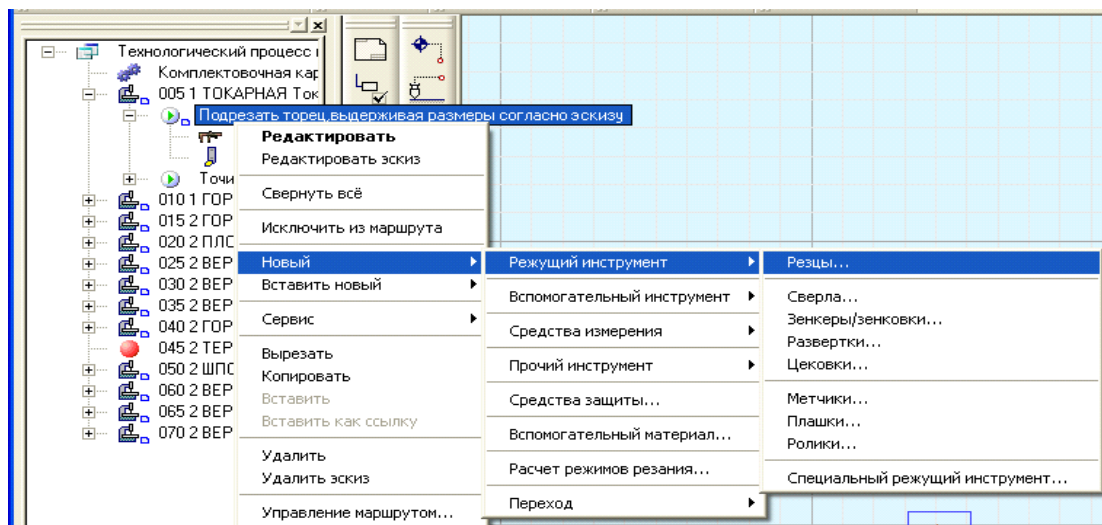 Технологический процесс
Комплектовочная кар
005 1 ТОКАРНАЯ Ток
Подрезать торец,выдерживая размеры согласно эскизу
Точи
010 1 ГОР
015 2 ГОР
020 2 ПЛО
025 2 ВЕР
030 2 ВЕР
035 2 ВЕР
040 2 ГОР
045 2 ТЕР
050 2 ШПО
060 2 ВЕР
065 2 ВЕР
070 2 ВЕР
Редактировать
Редактировать эскиз
Свернуть всё
Исключить из маршрута
Новый
Вставить новый
Сервис
Вырезать
Копировать
Вставить
Вставить как ссылку
Удалить
Удалить эскиз
Управление маршрутом...
Режущий инструмент
Вспомогательный инструмент
Средства измерения
Прочий инструмент
Средства защиты...
Вспомогательный материал...
Расчет режимов резания...
Переход
Резцы...
Сверла...
Зенкеры/зенковки...
Развертки...
Цековки...
Метчики...
Плашки...
Ролики...
Специальный режущий инструмент...